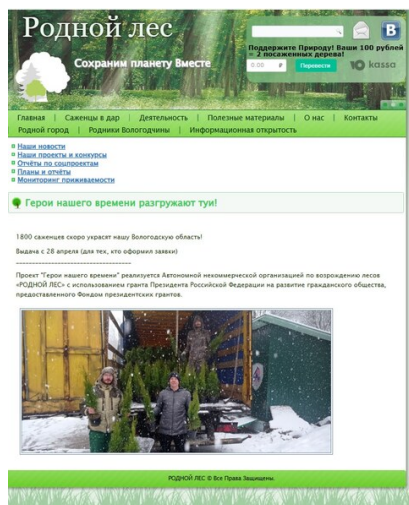 Родной лес
Сохраним планету Вместе
Поддержите Природу! Ваши 100 рублей
= 2 посаженных дерева!
0.00 ₽ Перевести Ю kassa
Главная | Саженцы в дар | Деятельность | Полезные материалы | О нас | Контакты
Родной город | Родники Вологодчины | Информационная открытость
Наши новости
Наши проекты и конкурсы
Отчёты по соцпроектам
Планы и отчёты
Мониторинг приживаемости
Герои нашего времени разгружают туи!
1800 саженцев скоро украсят нашу Вологодскую область!
Выдача с 28 апреля (для тех, кто оформил заявки)
Проект "Герои нашего времени" реализуется Автономной некоммерческой организацией по возрождению лесов
«РОДНОЙ ЛЕС» с использованием гранта Президента Российской Федерации на развитие гражданского общества,
предоставленного Фондом президентских грантов.
РОДНОЙ ЛЕС © Все Права Защищены